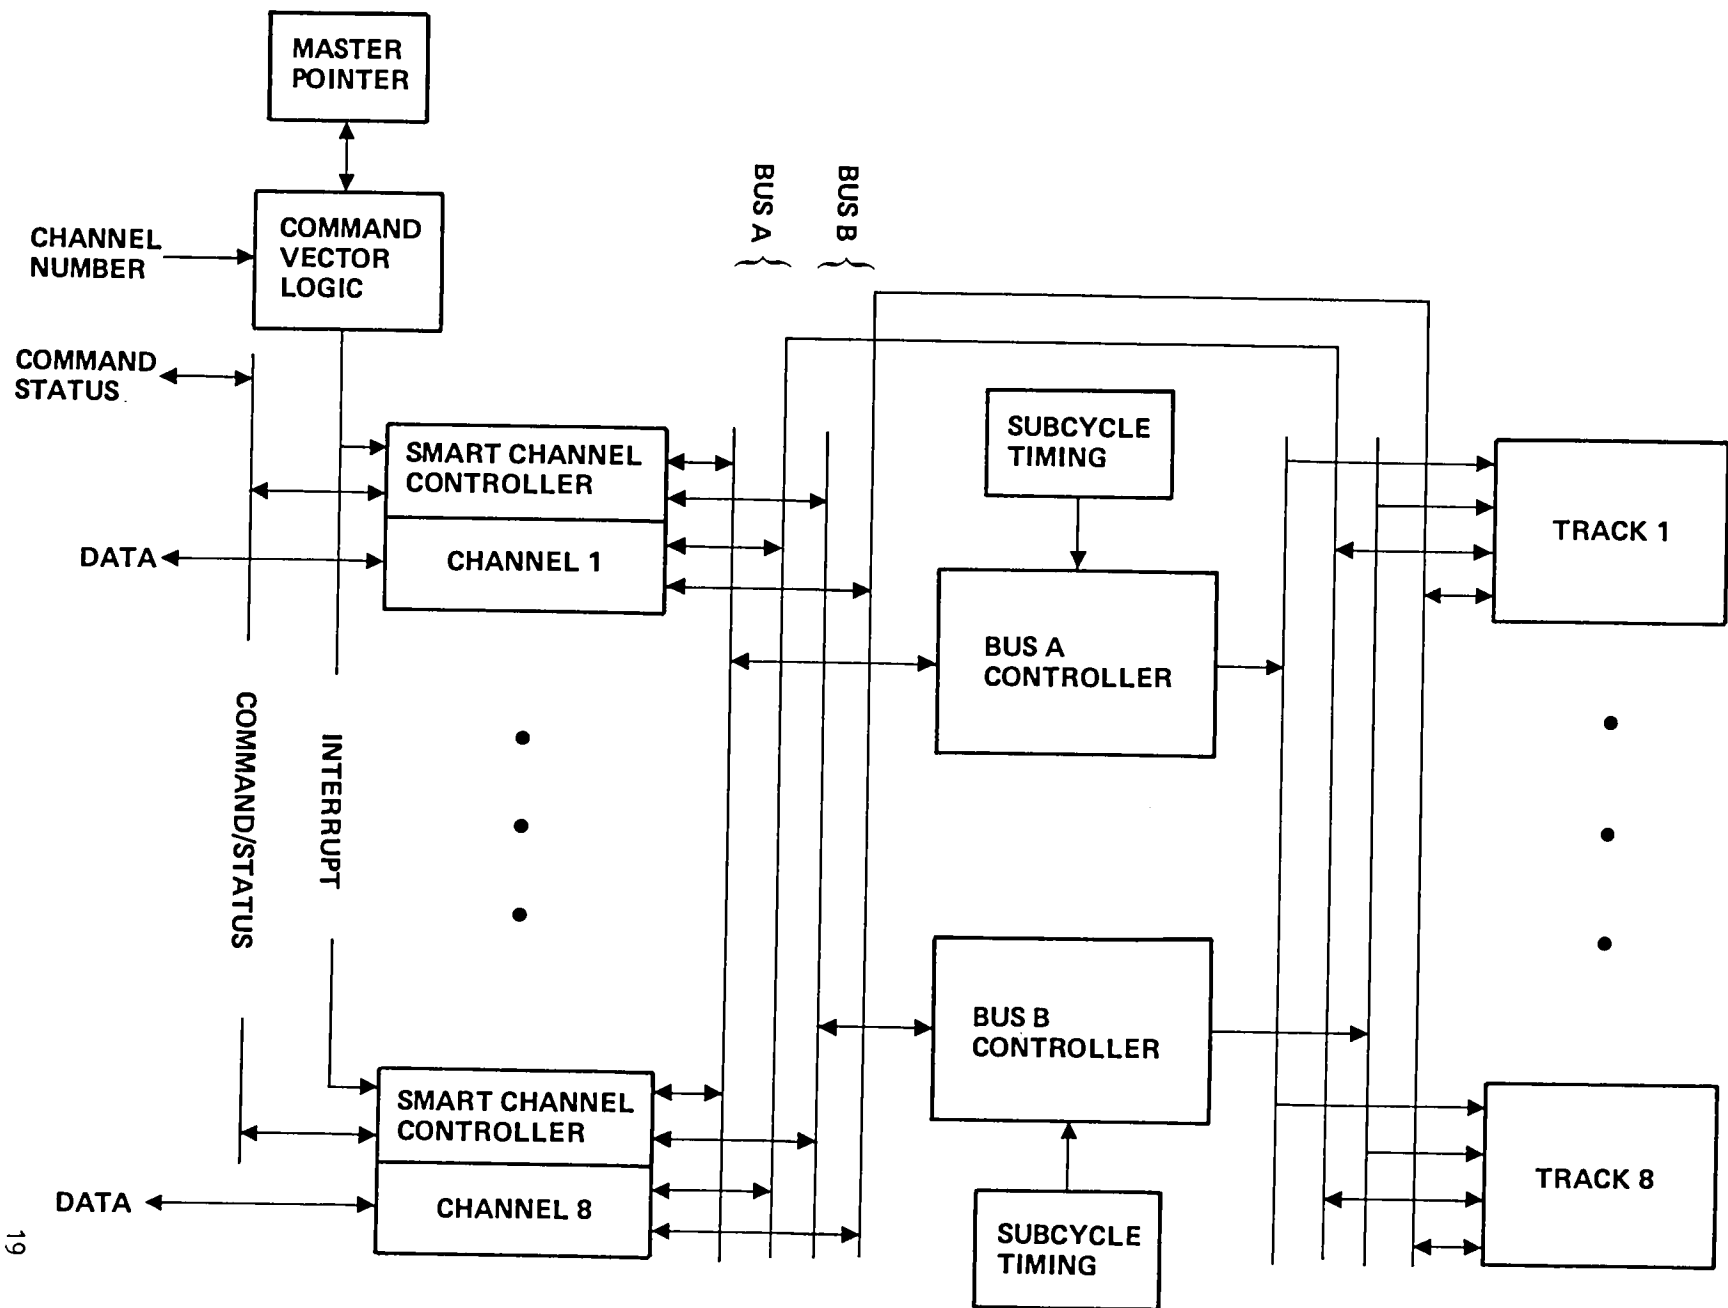 MASTER
POINTER
BUS A
BUS B
CHANNEL
NUMBER
COMMAND
VECTOR
LOGIC
COMMAND
STATUS
SUBCYCLE
TIMING
SMART CHANNEL
CONTROLLER
DATA
CHANNEL 1
TRACK 1
BUS A
CONTROLLER
COMMAND/STATUS
INTERRUPT
BUS B
CONTROLLER
SMART CHANNEL
CONTROLLER
DATA
CHANNEL 8
TRACK 8
SUBCYCLE
TIMING
19